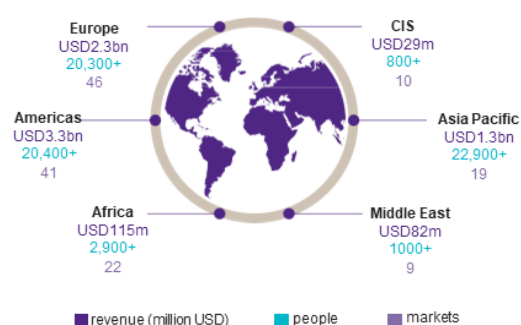 Europe
USD2.3bn
20,300+
46
CIS
USD29m
800+
10
Americas
USD3.3bn
20,400+
41
Asia Pacific
USD1.3bn
22,900+
19
Africa
USD115m
2,900+
22
Middle East
USD82m
1000+
9
revenue (million USD) people markets